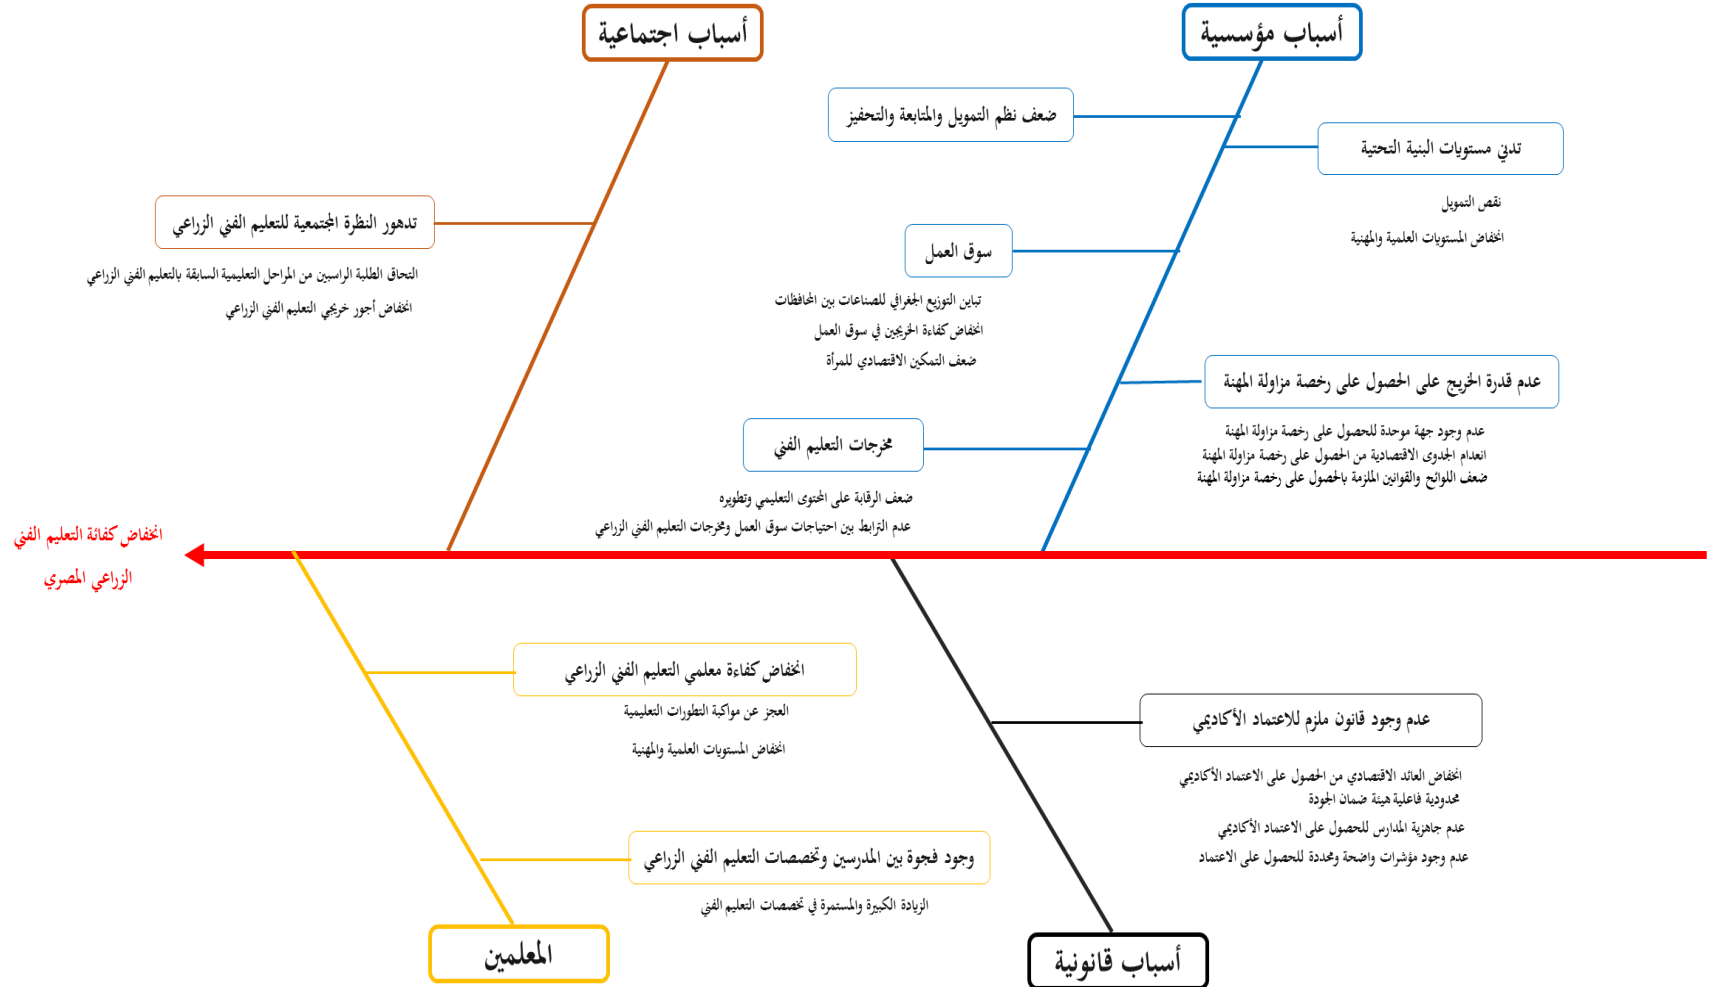 أسباب مؤسسية
أسباب اجتماعية
ضعف نظم التمويل والمتابعة والتحفيز
تدني مستويات البنية التحتية
نقص التمويل
انخفاض المستويات العلمية والمهنية
سوق العمل
تباين التوزيع الجغرافي للصناعات بين المحافظات
انخفاض كفاءة الخريجين في سوق العمل
ضعف التمكين الاقتصادي للمرأة
عدم قدرة الخريج على الحصول على رخصة مزاولة المهنة
عدم وجود جهة موحدة للحصول على رخصة مزاولة المهنة
انعدام الجدوى الاقتصادية من الحصول على رخصة مزاولة المهنة
ضعف اللوائح والقوانين الملزمة بالحصول على رخصة مزاولة المهنة
مخرجات التعليم الفني
ضعف الرقابة على المحتوى التعليمي وتطويره
عدم الترابط بين احتياجات سوق العمل ومخرجات التعليم الفني الزراعي
تدهور النظرة المجتمعية للتعليم الفني الزراعي
التحاق الطلبة الراسبين من المراحل التعليمية السابقة بالتعليم الفني الزراعي
انخفاض أجور خريجي التعليم الفني الزراعي
انخفاض كفائة التعليم الفني
الزراعي المصري
عدم وجود قانون ملزم للاعتماد الأكاديمي
انخفاض العائد الاقتصادي من الحصول على الاعتماد الأكاديمي
محدودية فاعلية هيئة ضمان الجودة
عدم جاهزية المدارس للحصول على الاعتماد الأكاديمي
عدم وجود مؤشرات واضحة ومحددة للحصول على الاعتماد
أسباب قانونية
انخفاض كفاءة معلمي التعليم الفني الزراعي
العجز عن مواكبة التطورات التعليمية
انخفاض المستويات العلمية والمهنية
وجود فجوة بين المدرسين وتخصصات التعليم الفني الزراعي
الزيادة الكبيرة والمستمرة في تخصصات التعليم الفني
المعلمين